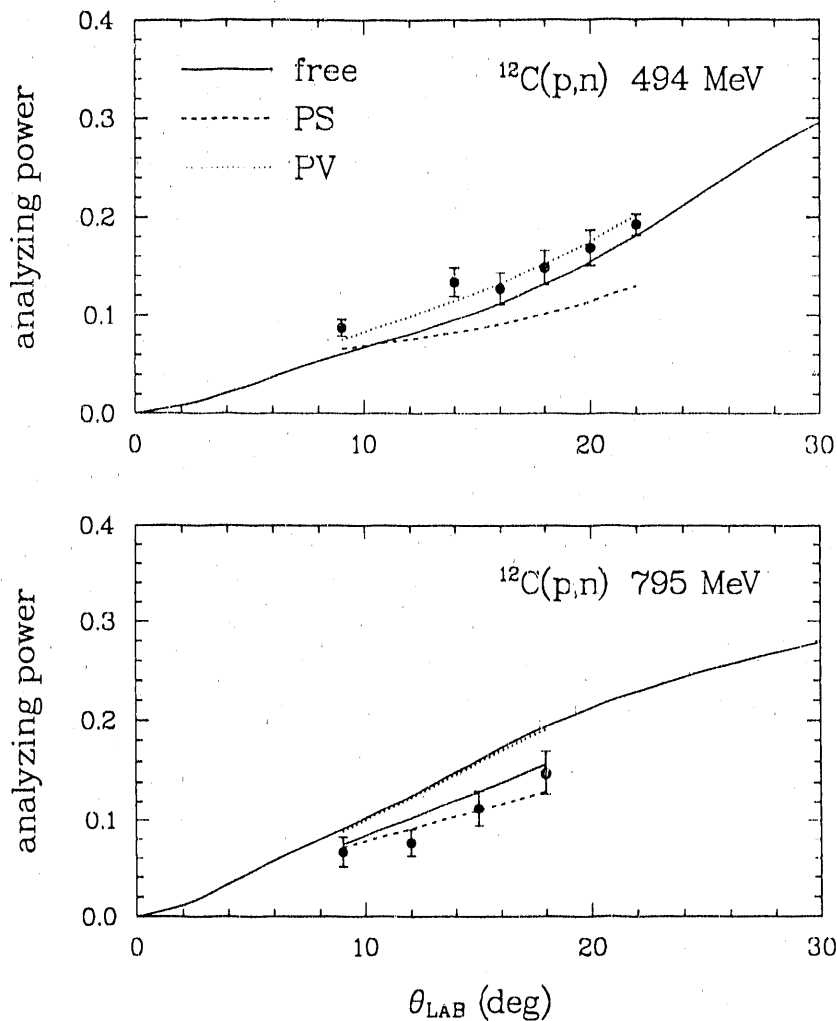 0.4
0.3
0.2
0.1
0.0
analyzing power
free
PS
PV
¹²C(p,n) 494 MeV
0 10 20 30
0.4
0.3
0.2
0.1
0.0
analyzing power
¹²C(p,n) 795 MeV
0 10 20 30
θLAB (deg)